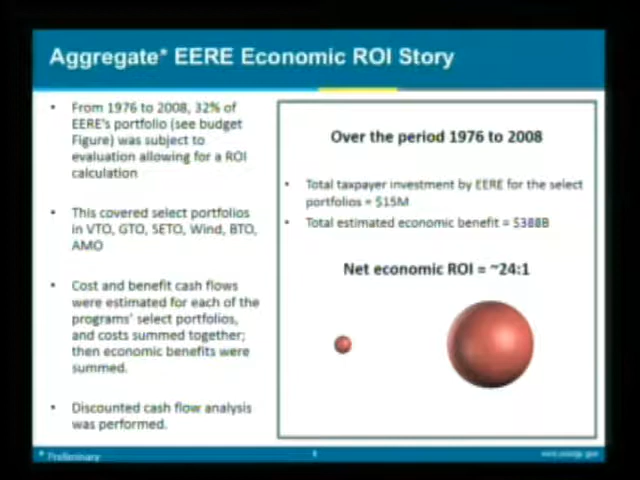 Aggregate* EERE Economic ROI Story
• From 1976 to 2008, 32% of
EERE's portfolio (see budget
Figure) was subject to
evaluation allowing for a ROI
calculation
• This covered select portfolios
in VTO, GTO, SETO, Wind, BTO,
AMO
• Cost and benefit cash flows
were estimated for each of the
programs' select portfolios,
and costs summed together;
then economic benefits were
summed.
• Discounted cash flow analysis
was performed.
Over the period 1976 to 2008
• Total taxpayer investment by EERE for the select
portfolios = $15M
• Total estimated economic benefit = $388B
Net economic ROI = ~24:1
* Preliminary